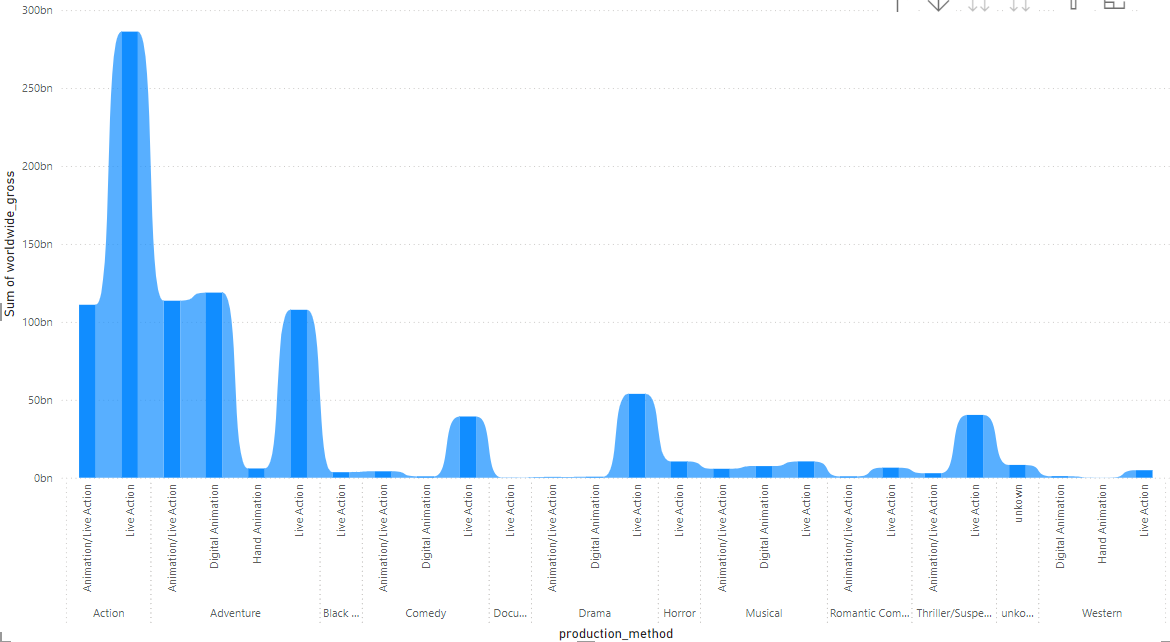 300bn
250bn
200bn
150bn
100bn
50bn
0bn
Sum of worldwide_gross
Animation/Live Action
Live Action
Animation/Live Action
Digital Animation
Hand Animation
Live Action
Live Action
Animation/Live Action
Digital Animation
Live Action
Live Action
Animation/Live Action
Digital Animation
Live Action
Live Action
Animation/Live Action
Digital Animation
Live Action
Animation/Live Action
Live Action
Animation/Live Action
Live Action
unkown
Digital Animation
Hand Animation
Live Action
Action
Adventure
Black ...
Comedy
Docu...
Drama
Horror
Musical
Romantic Com...
Thriller/Suspe...
unko...
Western
production_method